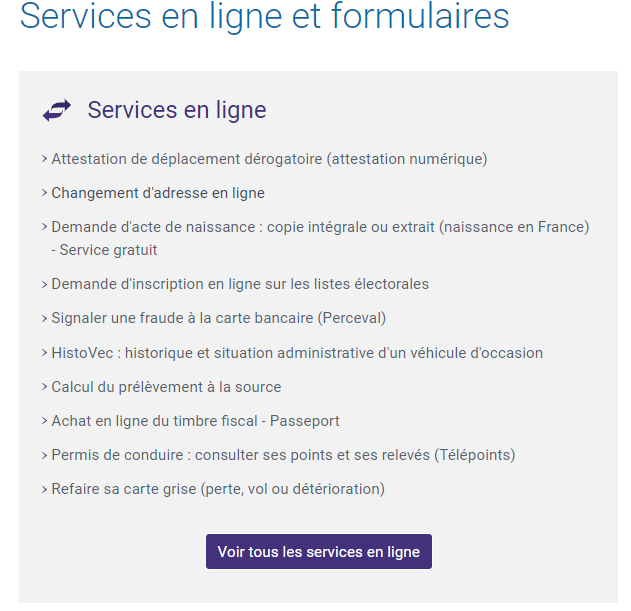 Services en ligne et formulaires
Services en ligne
> Attestation de déplacement dérogatoire (attestation numérique)
> Changement d'adresse en ligne
> Demande d'acte de naissance : copie intégrale ou extrait (naissance en France)
- Service gratuit
> Demande d'inscription en ligne sur les listes électorales
> Signaler une fraude à la carte bancaire (Perceval)
> HistoVec : historique et situation administrative d'un véhicule d'occasion
> Calcul du prélèvement à la source
> Achat en ligne du timbre fiscal - Passeport
> Permis de conduire : consulter ses points et ses relevés (Télépoints)
> Refaire sa carte grise (perte, vol ou détérioration)
Voir tous les services en ligne